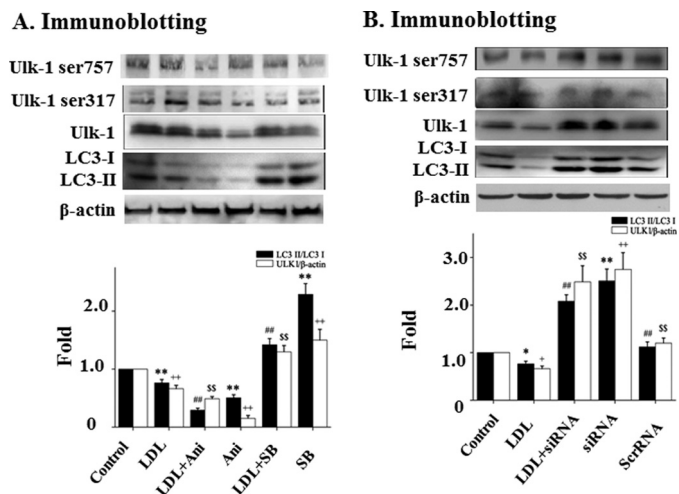 A. Immunoblotting
Ulk-1 ser757
Ulk-1 ser317
Ulk-1
LC3-I
LC3-II
β-actin
LC3 II/LC3 I
ULK1/β-actin
Fold
2.0
1.0
0
** ++ ## $$ ** ++ ## $$ ** ++
Control LDL LDL+Ani Ani LDL+SB SB
B. Immunoblotting
Ulk-1 ser757
Ulk-1 ser317
Ulk-1
LC3-I
LC3-II
β-actin
LC3 II/LC3 I
ULK1/β-actin
Fold
3.0
2.0
1.0
0
* + ## $$ ** ++ ## $$
Control LDL LDL+siRNA siRNA ScrRNA